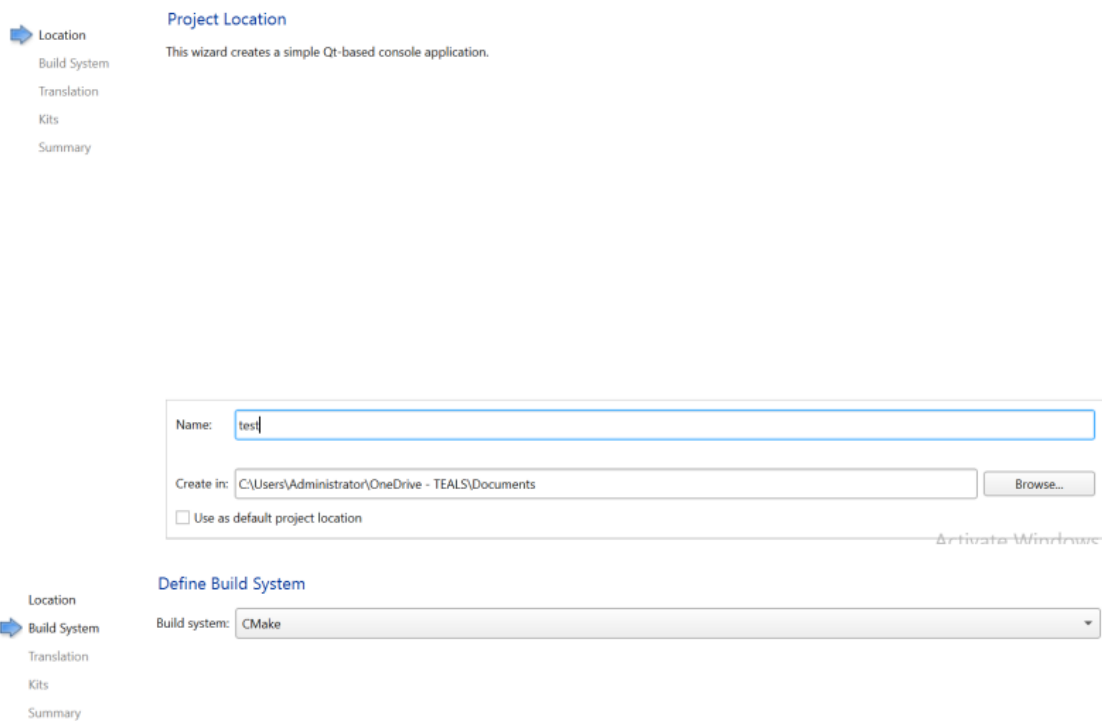 Project Location
Location
This wizard creates a simple Qt-based console application.
Build System
Translation
Kits
Summary
Name: test
Create in: C:\Users\Administrator\OneDrive - TEALS\Documents Browse...
Use as default project location
Activate Windows
Define Build System
Location
Build System
Build system: CMake
Translation
Kits
Summary